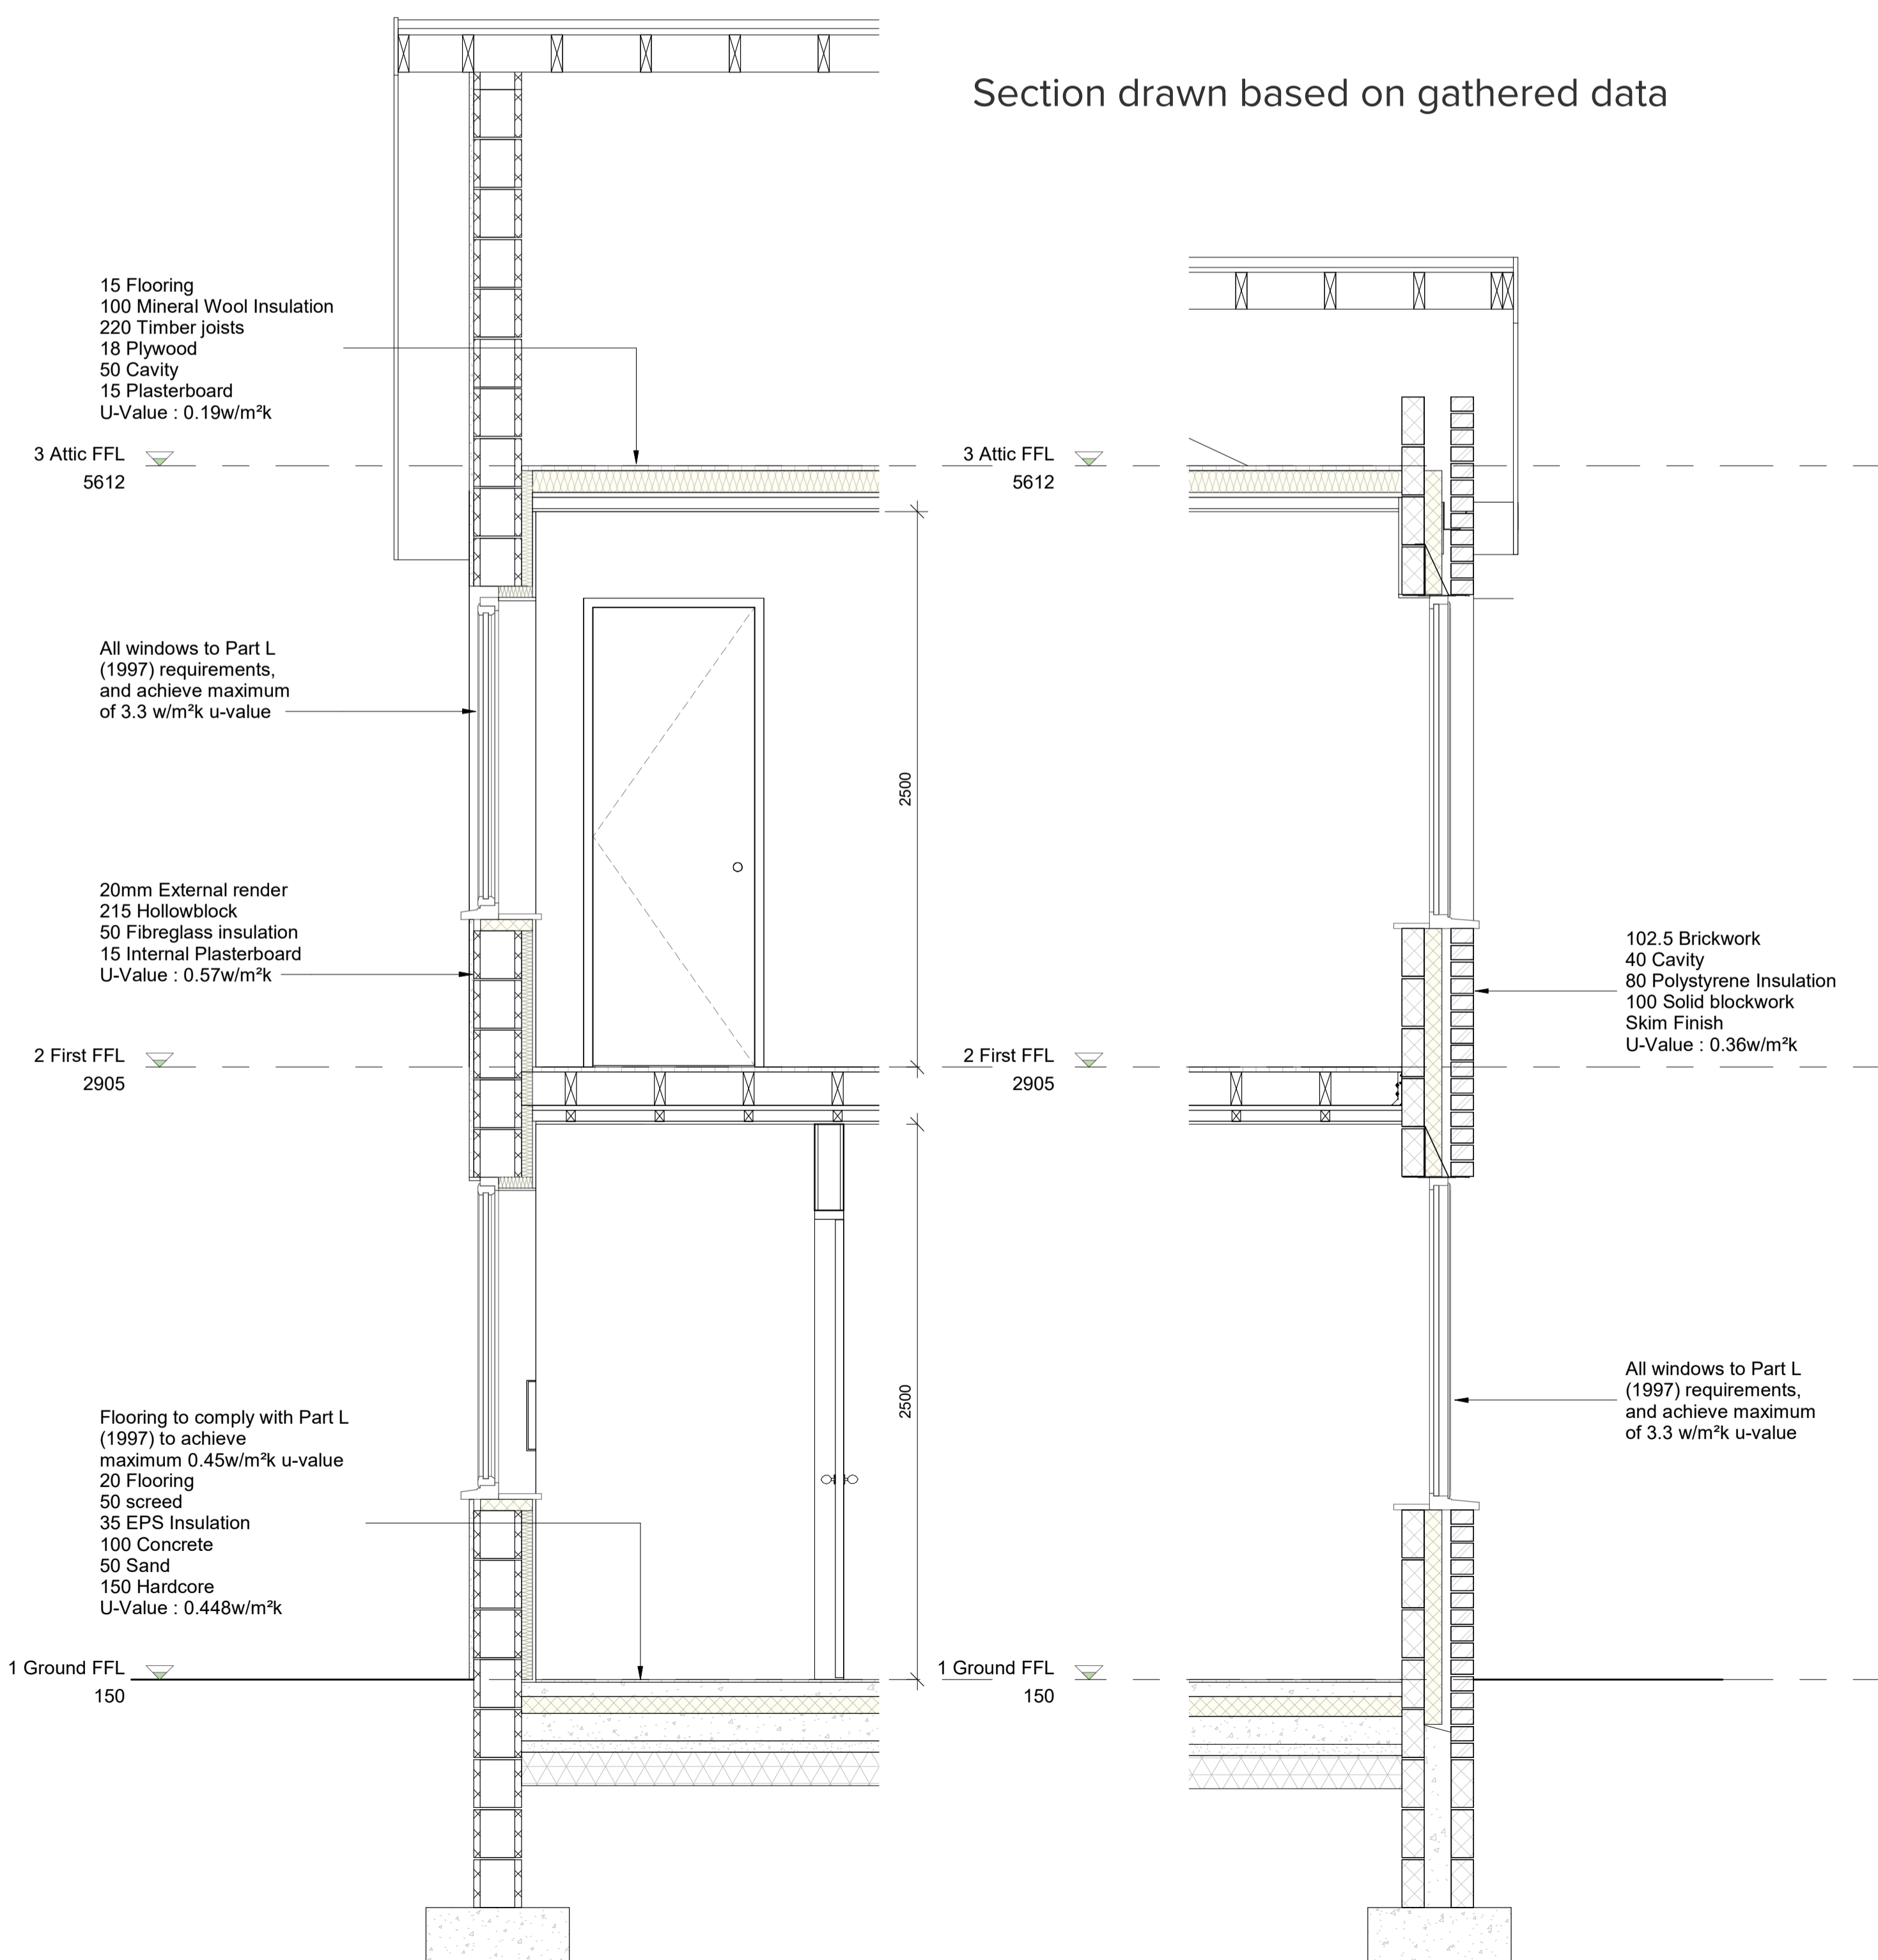 Section drawn based on gathered data
15 Flooring
100 Mineral Wool Insulation
220 Timber joists
18 Plywood
50 Cavity
15 Plasterboard
U-Value : 0.19w/m²k
3 Attic FFL
5612
3 Attic FFL
5612
All windows to Part L
(1997) requirements,
and achieve maximum
of 3.3 w/m²k u-value
2500
20mm External render
215 Hollowblock
50 Fibreglass insulation
15 Internal Plasterboard
U-Value : 0.57w/m²k
102.5 Brickwork
40 Cavity
80 Polystyrene Insulation
100 Solid blockwork
Skim Finish
U-Value : 0.36w/m²k
2 First FFL
2905
2 First FFL
2905
All windows to Part L
(1997) requirements,
and achieve maximum
of 3.3 w/m²k u-value
2500
Flooring to comply with Part L
(1997) to achieve
maximum 0.45w/m²k u-value
20 Flooring
50 screed
35 EPS Insulation
100 Concrete
50 Sand
150 Hardcore
U-Value : 0.448w/m²k
1 Ground FFL
150
1 Ground FFL
150